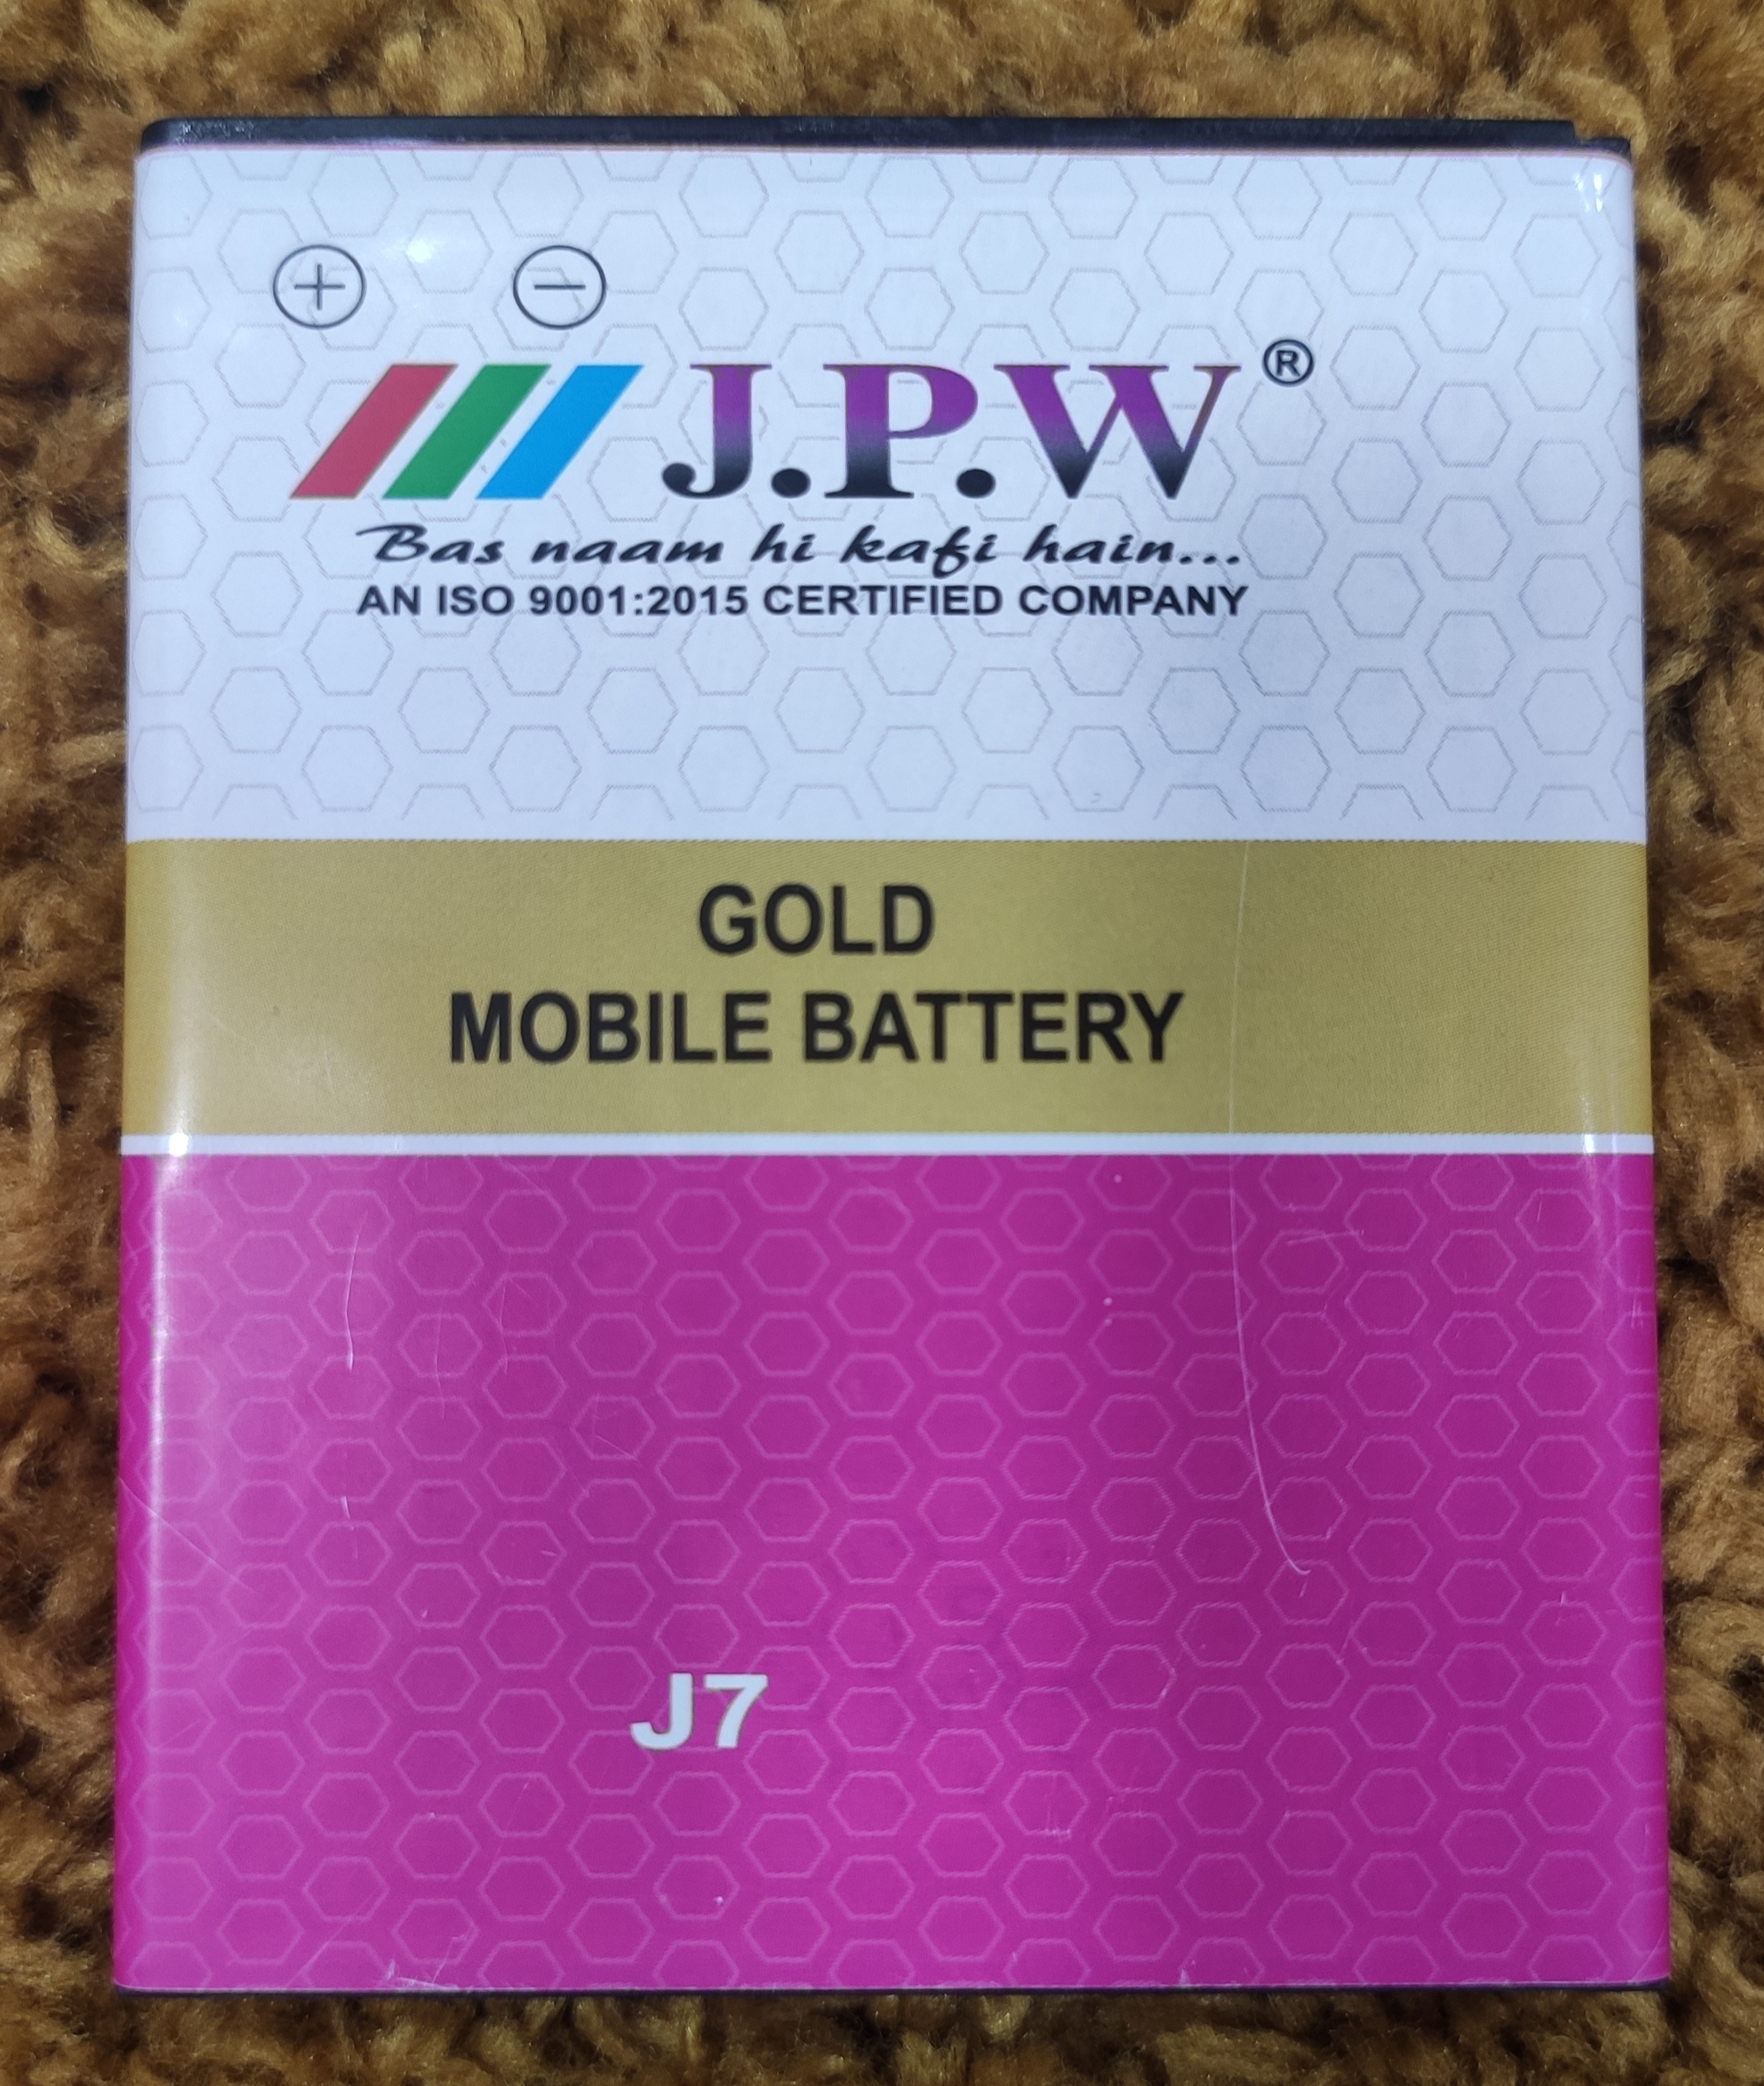 + −
J.P.W ®
Bas naam hi kafi hain...
AN ISO 9001:2015 CERTIFIED COMPANY
GOLD
MOBILE BATTERY
J7